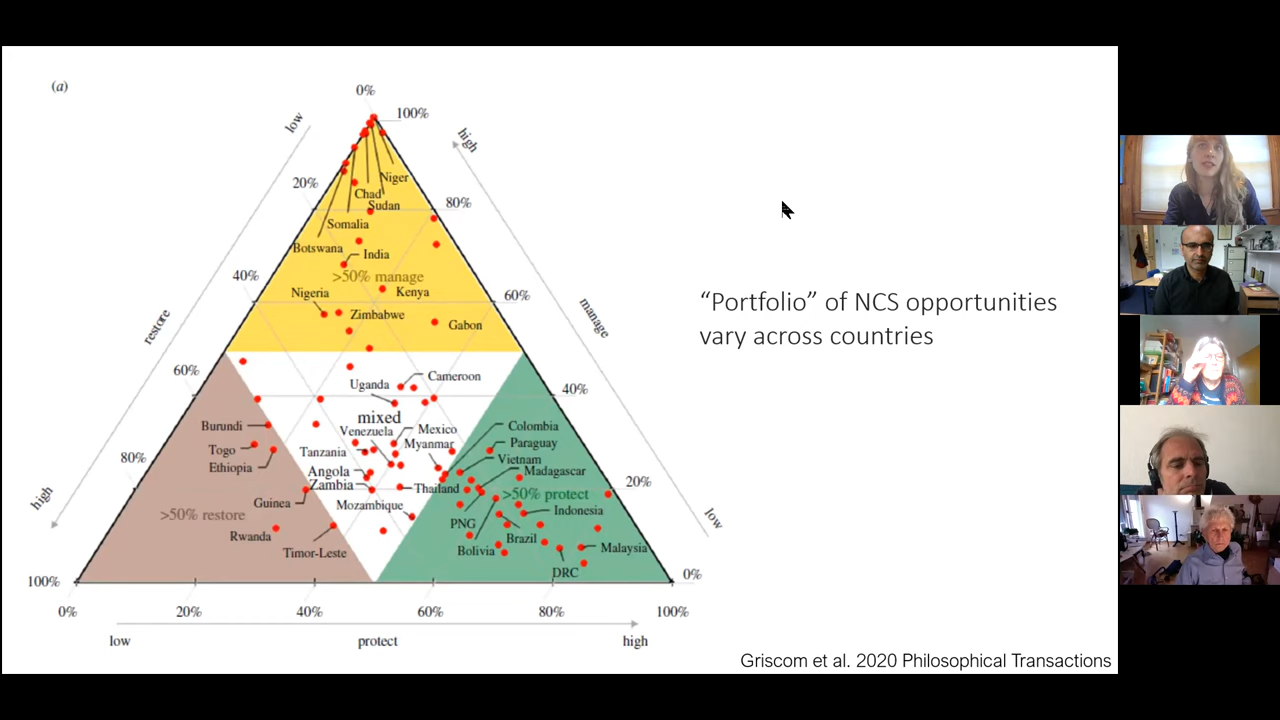 (a)
0%
100%
low
high
20%
Niger
Chad
Sudan
80%
Somalia
Botswana
India
40%
>50% manage
Nigeria
Kenya
60%
restore
Zimbabwe
manage
Gabon
60%
Uganda
Cameroon
40%
mixed
Burundi
Venezuela
Mexico
Colombia
Togo
Tanzania
Myanmar
Paraguay
80%
Ethiopia
Vietnam
Angola
Madagascar
Zambia
Thailand
20%
high
Guinea
>50% protect
Mozambique
low
>50% restore
PNG
Indonesia
Rwanda
Brazil
Timor-Leste
Bolivia
Malaysia
DRC
100%
0%
0%
20%
40%
60%
80%
100%
low
protect
high
“Portfolio” of NCS opportunities
vary across countries
Griscom et al. 2020 Philosophical Transactions